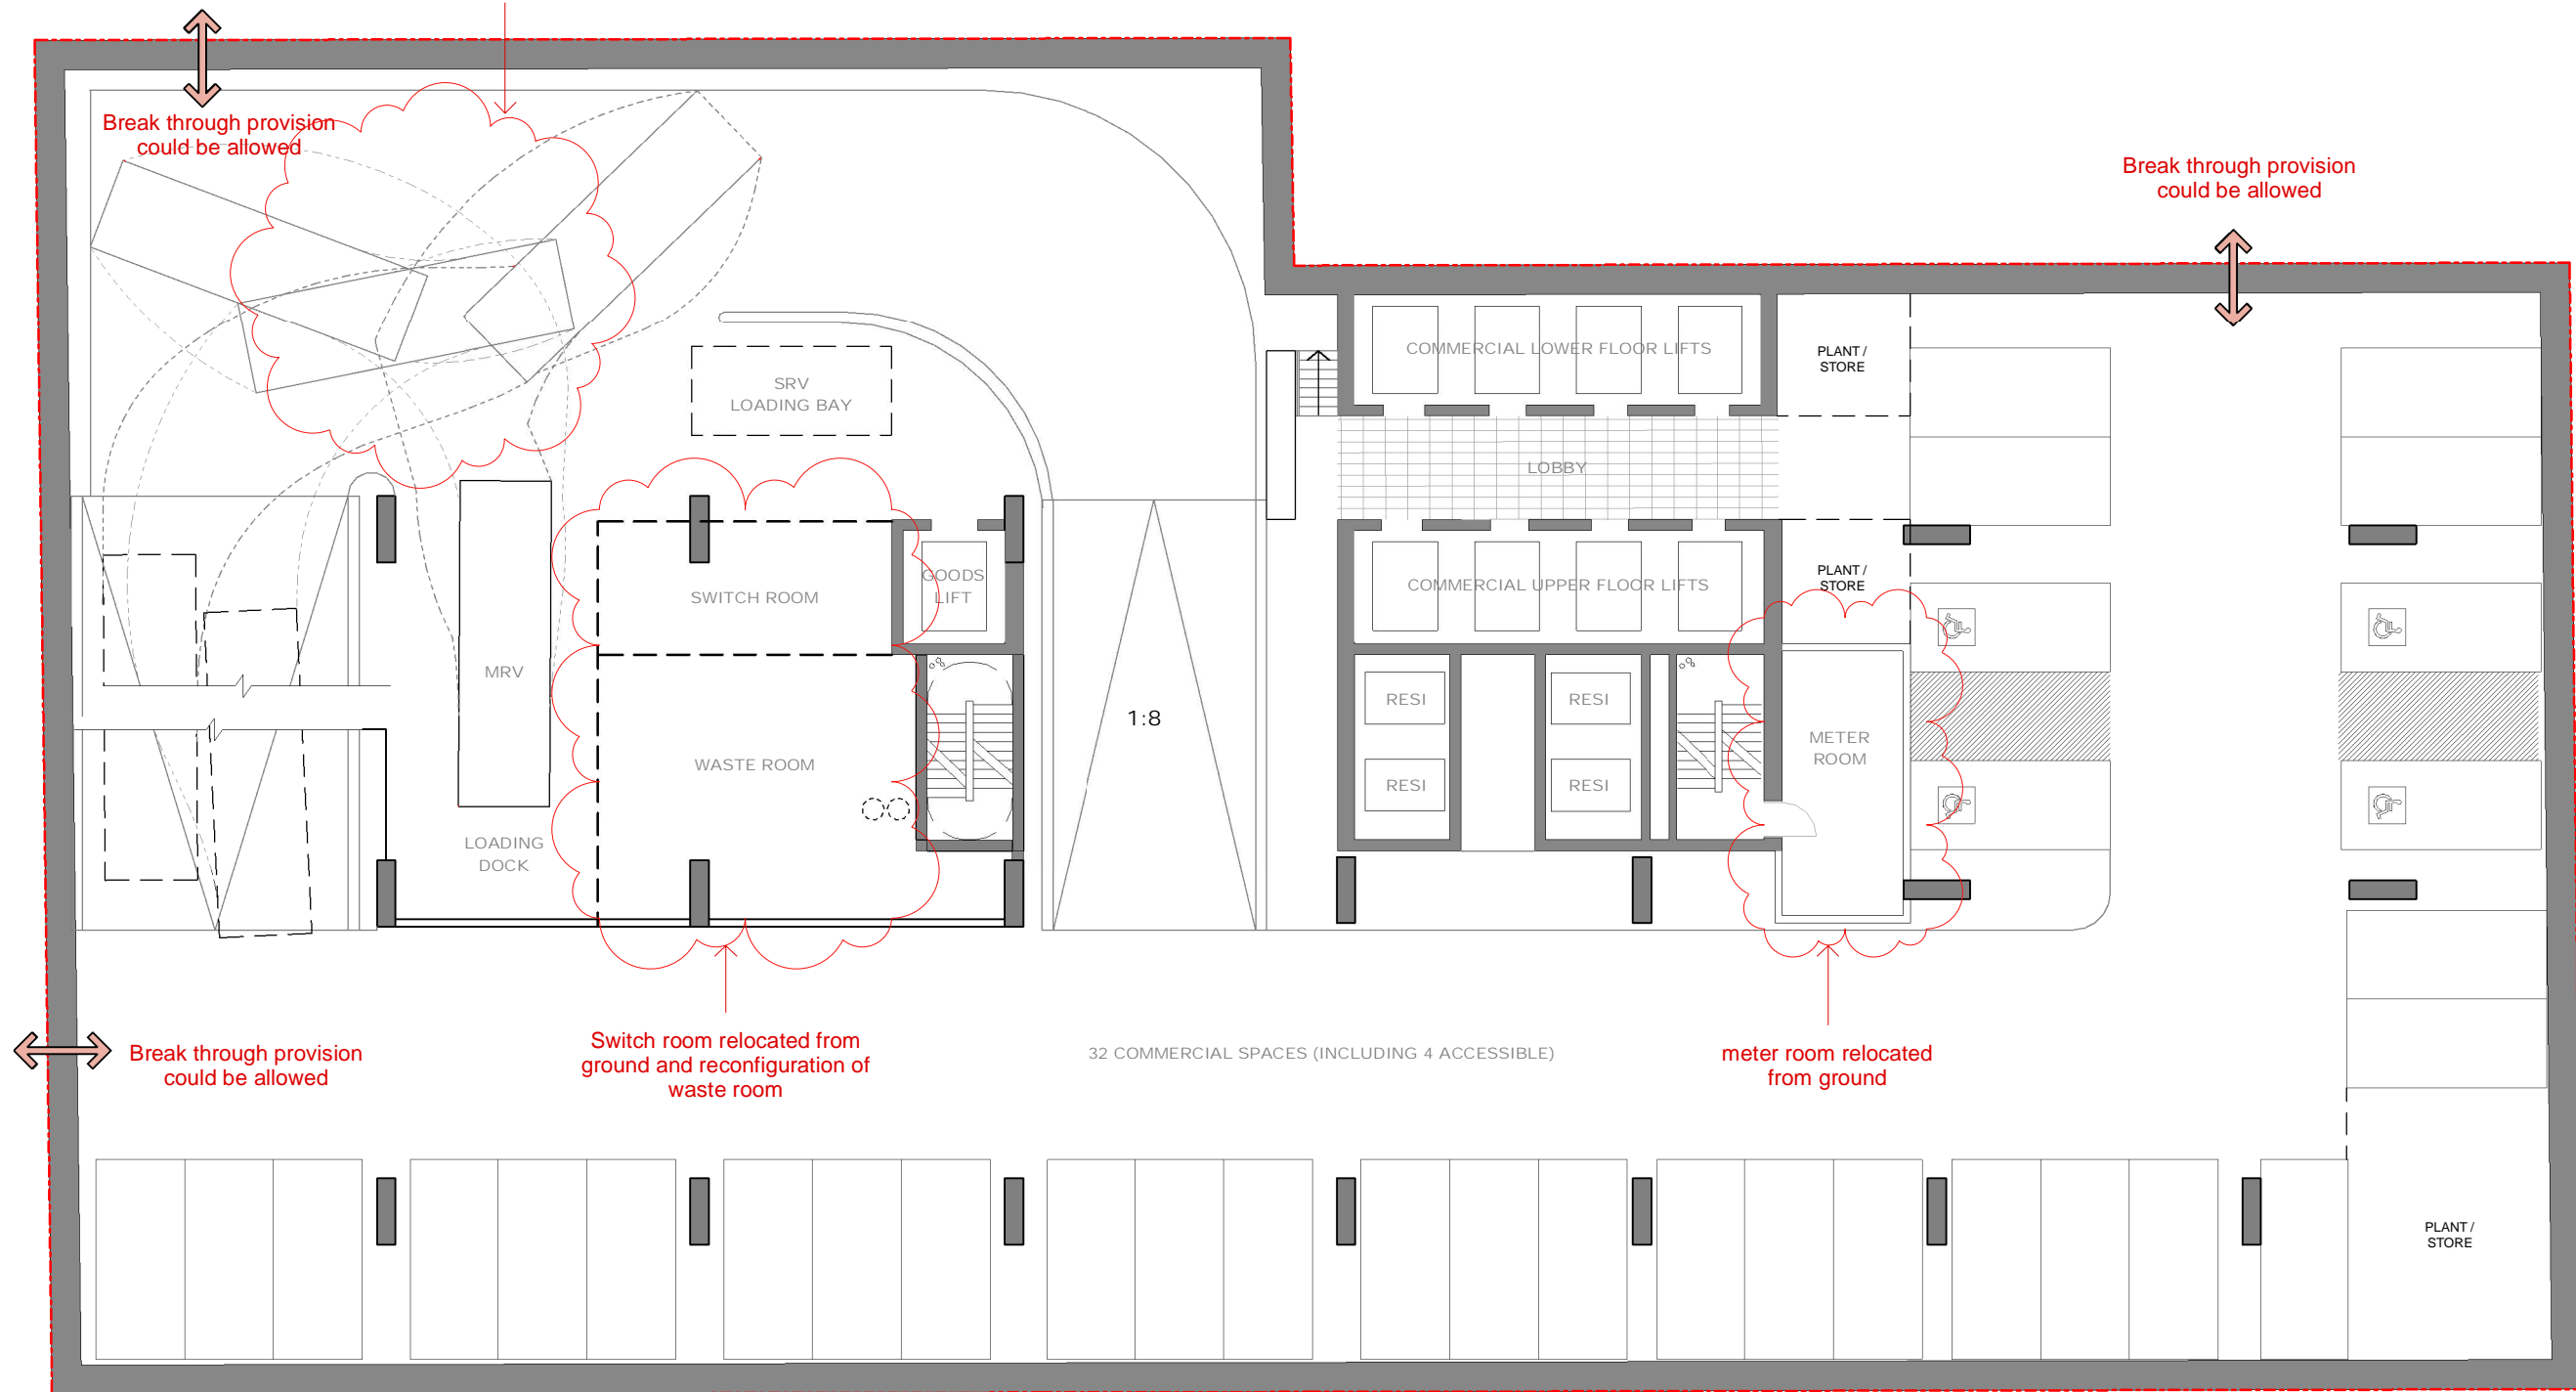 Break through provision
could be allowed
Break through provision
could be allowed
COMMERCIAL LOWER FLOOR LIFTS
PLANT /
STORE
SRV
LOADING BAY
LOBBY
GOODS
LIFT
SWITCH ROOM
COMMERCIAL UPPER FLOOR LIFTS
PLANT /
STORE
MRV
RESI
RESI
1:8
METER
ROOM
WASTE ROOM
RESI
RESI
LOADING
DOCK
Break through provision
could be allowed
Switch room relocated from
ground and reconfiguration of
waste room
32 COMMERCIAL SPACES (INCLUDING 4 ACCESSIBLE)
meter room relocated
from ground
PLANT /
STORE